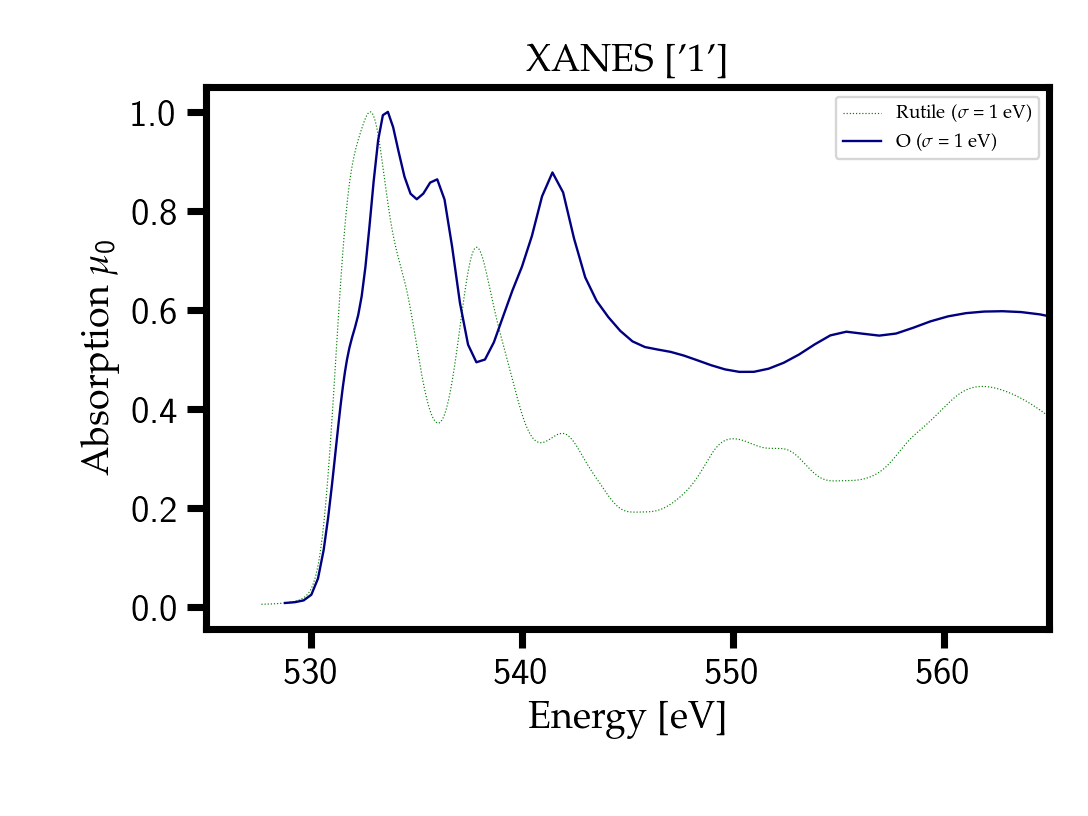 XANES ['1']
Rutile (σ = 1 eV)
O (σ = 1 eV)
1.0
0.8
0.6
0.4
0.2
0.0
Absorption μ₀
530 540 550 560
Energy [eV]